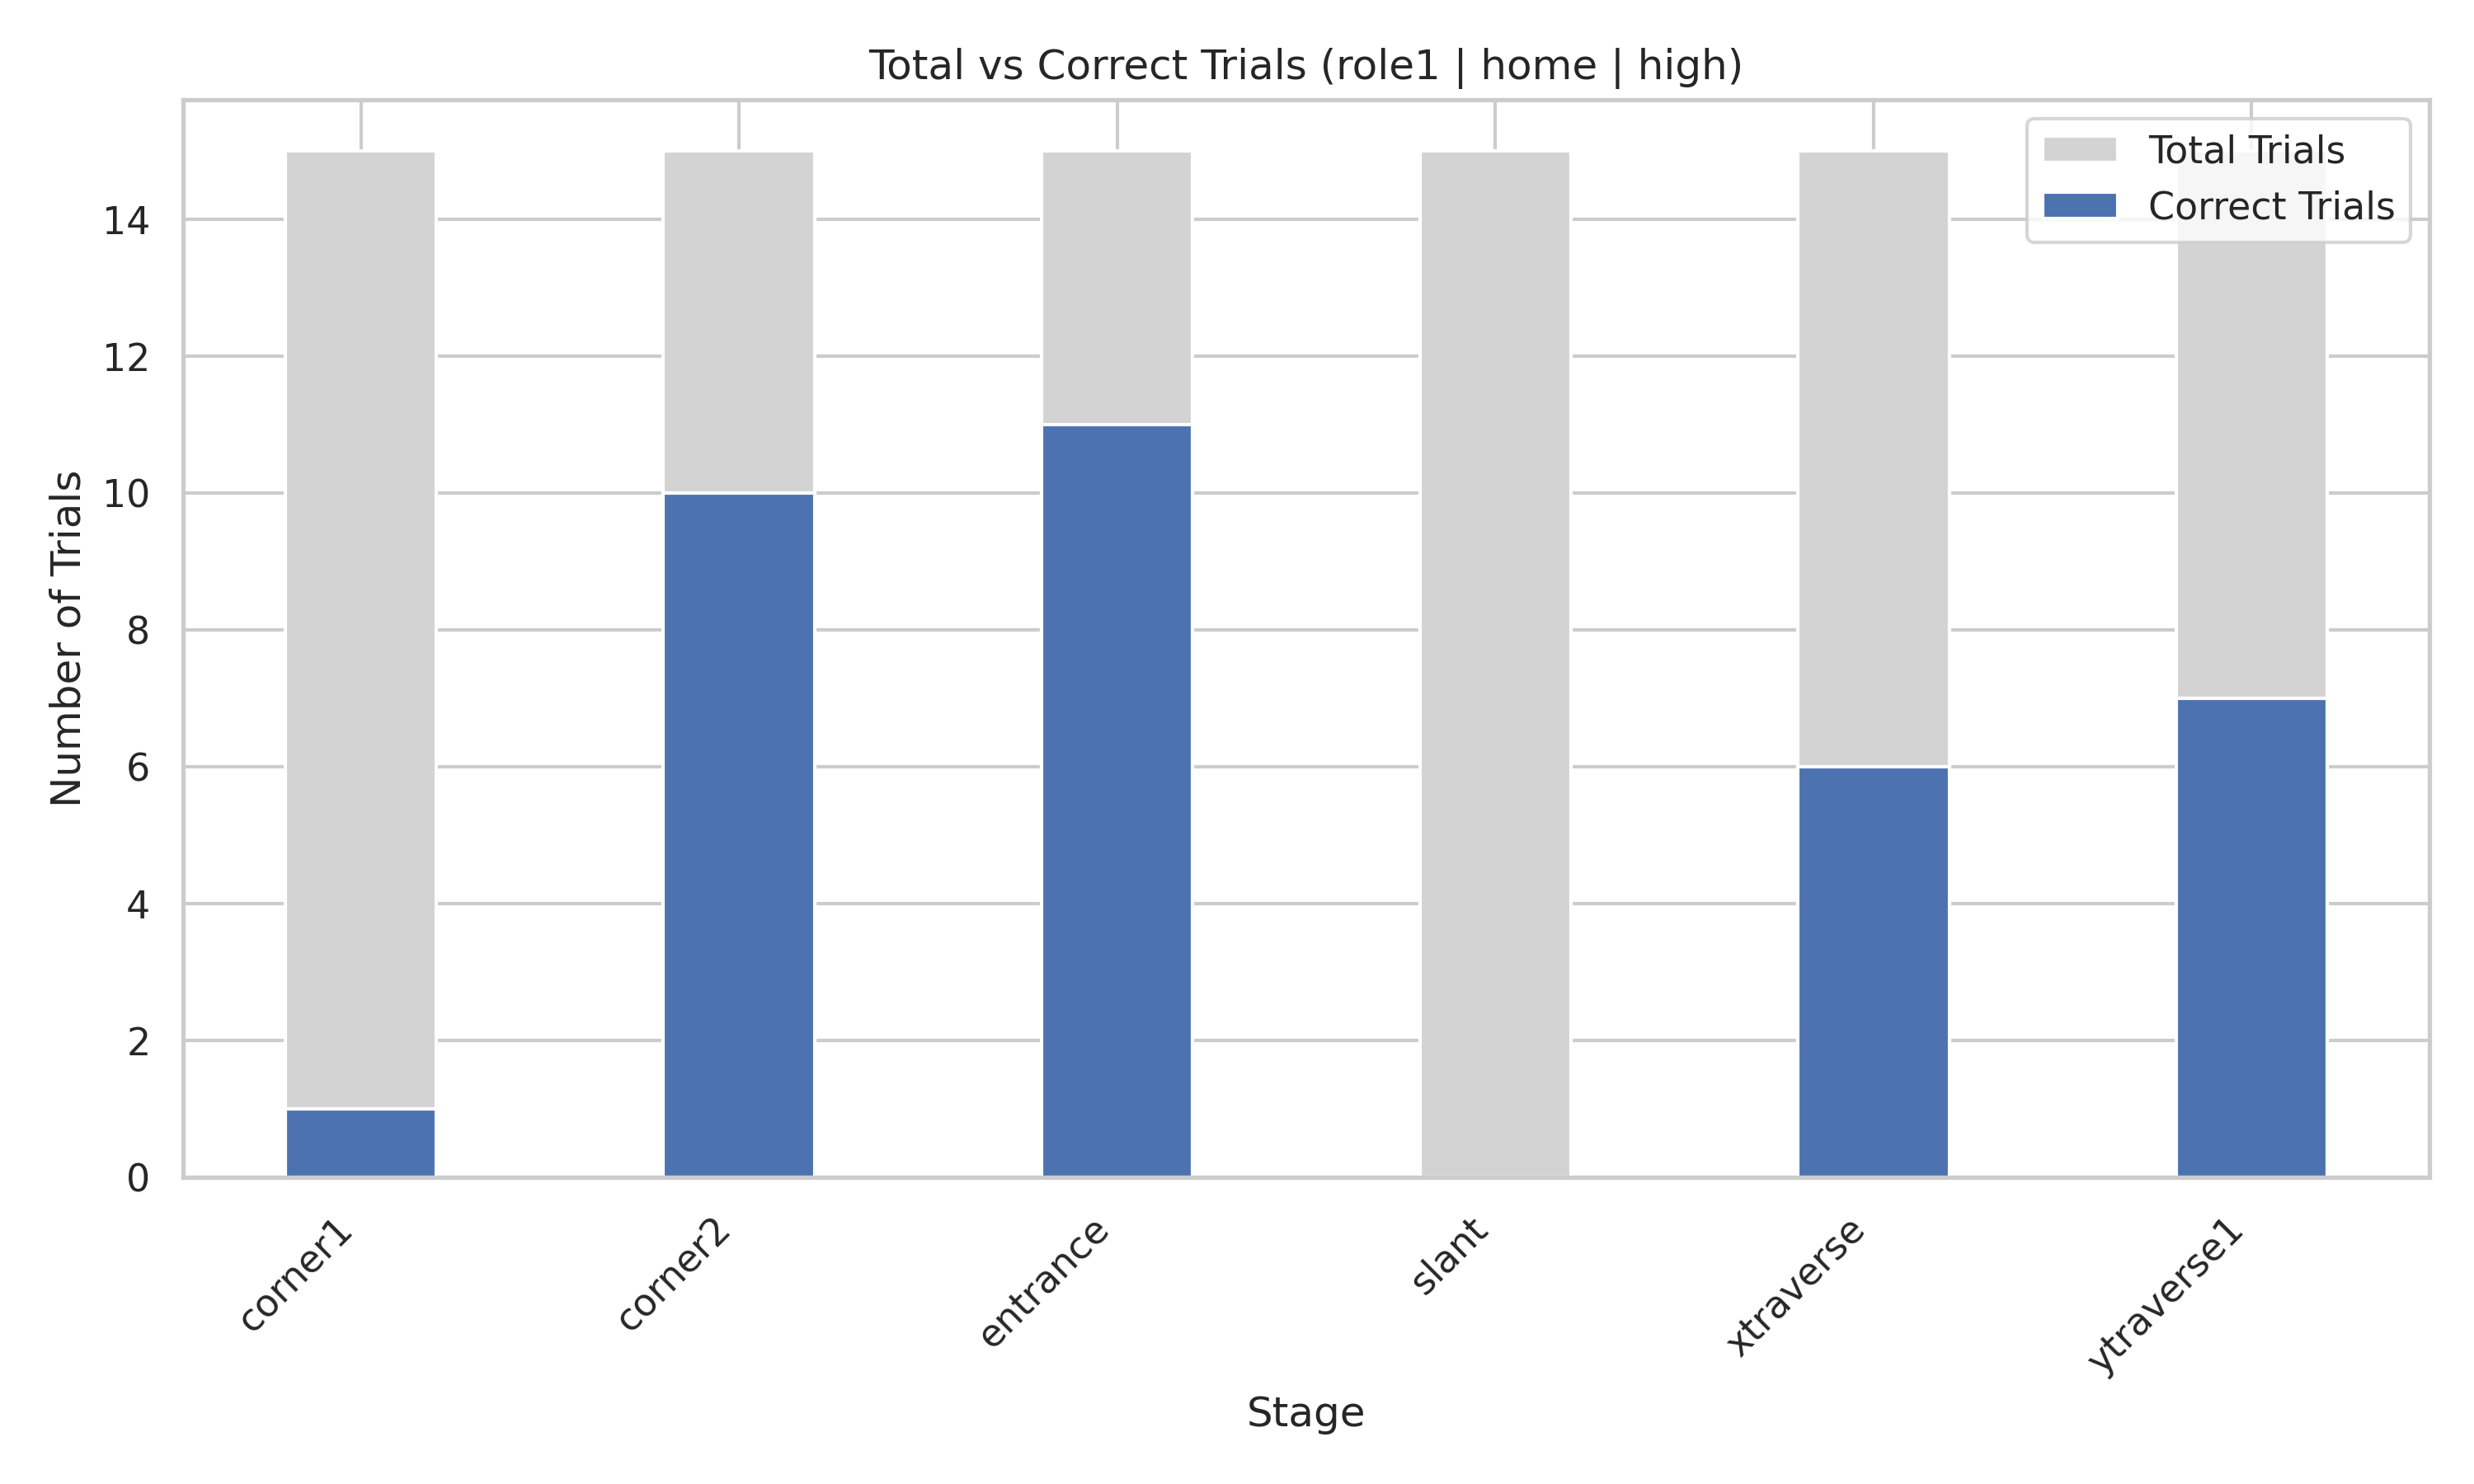 Total vs Correct Trials (role1 | home | high)
Total Trials
Correct Trials
Number of Trials
14
12
10
8
6
4
2
0
corner1
corner2
entrance
slant
xtraverse
ytraverse1
Stage